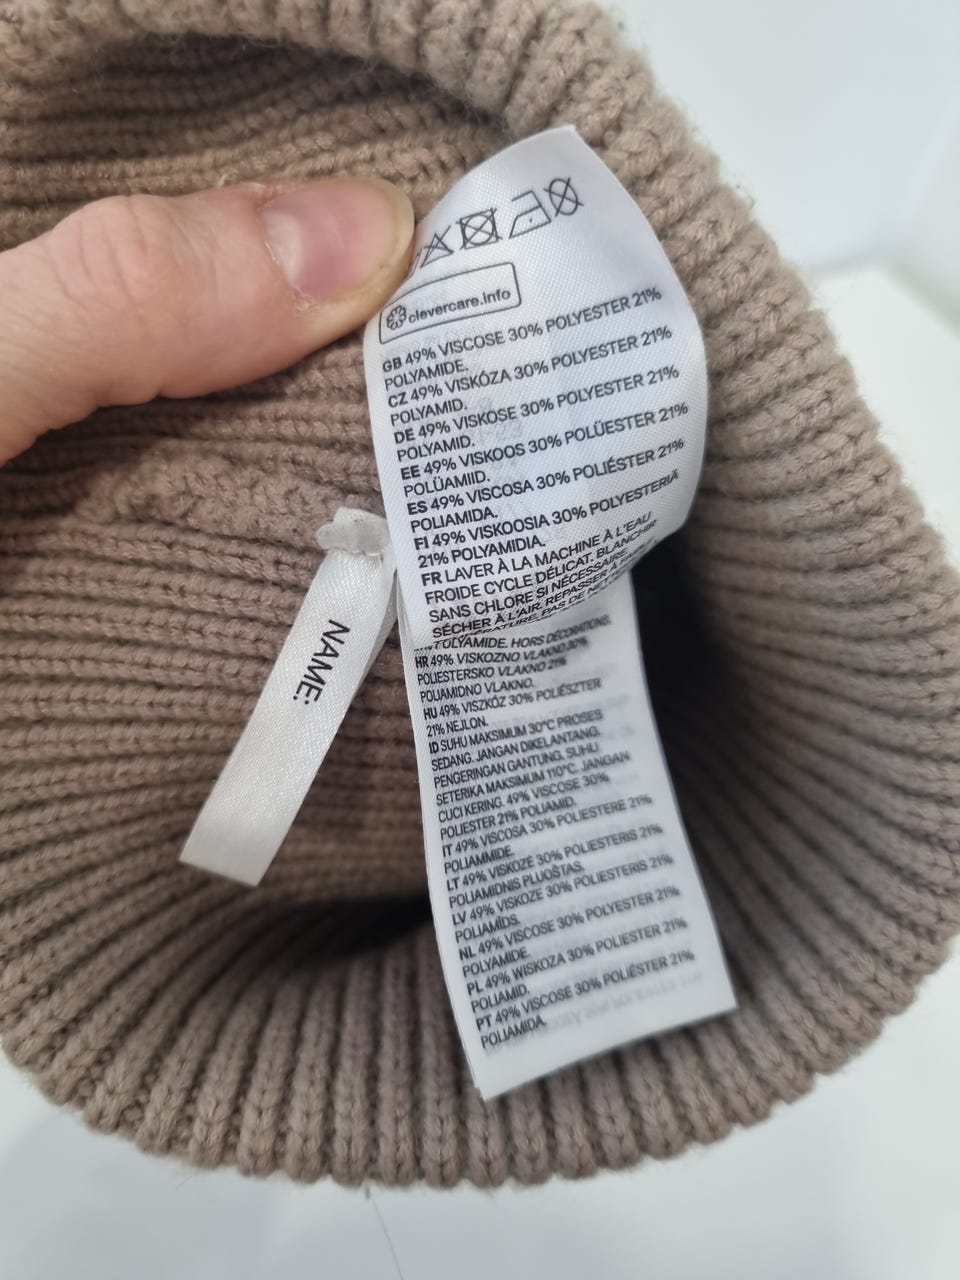 clevercare.info
GB 49% VISCOSE 30% POLYESTER 21%
POLYAMIDE.
CZ 49% VISKÓZA 30% POLYESTER 21%
POLYAMID.
DE 49% VISKOSE 30% POLYESTER 21%
POLYAMID.
EE 49% VISKOOS 30% POLÜESTER 21%
POLÜAMIID.
ES 49% VISCOSA 30% POLIÉSTER 21%
POLIAMIDA.
FI 49% VISKOOSIA 30% POLYESTERIÄ
21% POLYAMIDIA.
FR LAVER À LA MACHINE À L'EAU
FROIDE CYCLE DÉLICAT. BLANCHIR
SANS CHLORE SI NÉCESSAIRE.
SÉCHER À L'AIR. REPASSER À
POLYAMIDE. HORS DÉCORATIONS.
HR 49% VISKOZNO VLAKNO 30%
POLIESTERSKO VLAKNO 21%
POLIAMIDNO VLAKNO.
HU 49% VISZKÓZ 30% POLIÉSZTER
21% NEJLON.
ID SUHU MAKSIMUM 30°C PROSES
SEDANG. JANGAN DIKELANTANG.
PENGERINGAN GANTUNG. SUHU
SETERIKA MAKSIMUM 110°C. JANGAN
CUCI KERING. 49% VISCOSE 30%
POLIESTER 21% POLIAMID.
IT 49% VISCOSA 30% POLIESTERE 21%
POLIAMMIDE.
LT 49% VISKOZĖ 30% POLIESTERIS 21%
POLIAMIDNIS PLUOŠTAS.
LV 49% VISKOZE 30% POLIESTERIS 21%
POLIAMĪDS.
NL 49% VISCOSE 30% POLYESTER 21%
POLYAMIDE.
PL 49% WISKOZA 30% POLIESTER 21%
POLIAMID.
PT 49% VISCOSE 30% POLIÉSTER 21%
POLIAMIDA.
NAME: